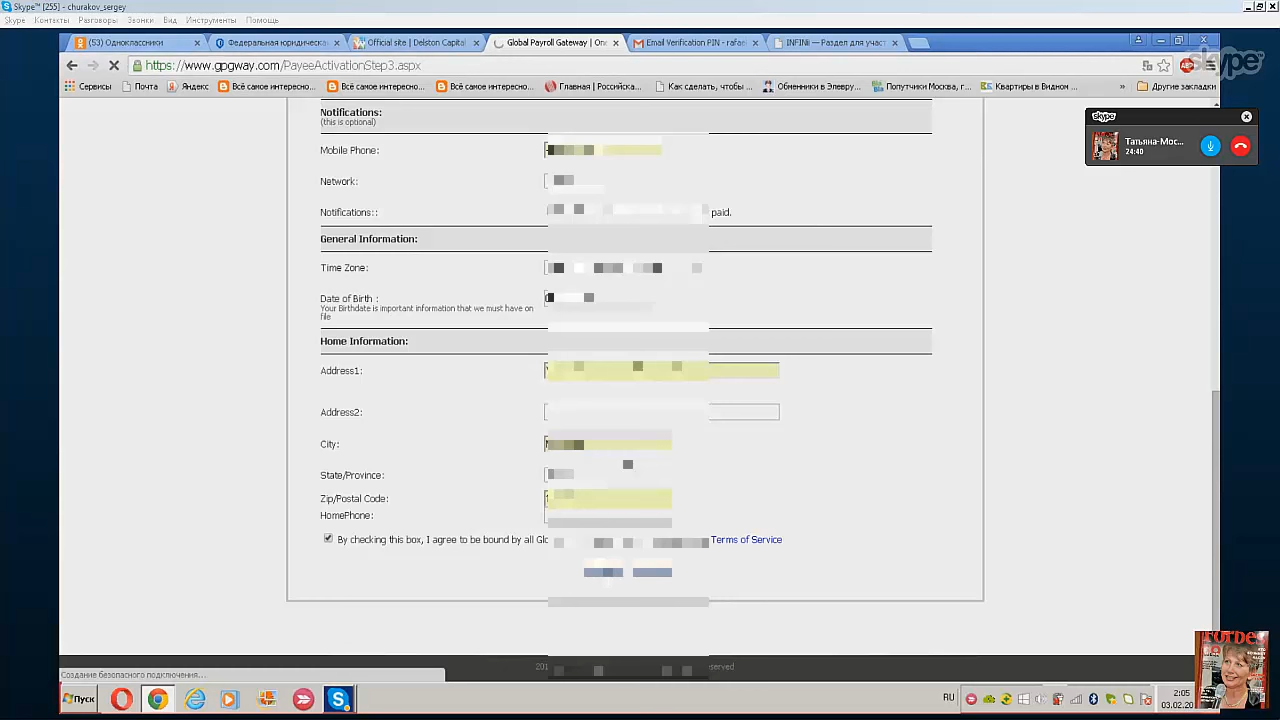 Skype™ [255] - churakov_sergey
Skype Контакты Разговоры Звонки Вид Инструменты Помощь
(53) Одноклассники
Федеральная юридическа
Official site | Delston Capital
Global Payroll Gateway | On
Email Verification PIN - rafae
INFINii — Раздел для участ
https://www.gpgway.com/PayeeActivationStep3.aspx
skype
Сервисы Почта Яндекс Всё самое интересно... Всё самое интересно... Всё самое интересно... Главная | Российска... Как сделать, чтобы ... Обменники в Элевру... Попутчики Москва, г... Квартиры в Видном ... » Другие закладки
Notifications:
(this is optional)
skype
Татьяна-Мос...
24:40
Mobile Phone:
Network:
Notifications:: paid.
General Information:
Time Zone:
Date of Birth :
Your Birthdate is important information that we must have on
file
Home Information:
Address1:
Address2:
City:
State/Province:
Zip/Postal Code:
HomePhone:
By checking this box, I agree to be bound by all Glo Terms of Service
Создание безопасного подключения...
Forbes
Пуск
RU
2:05
03.02.20